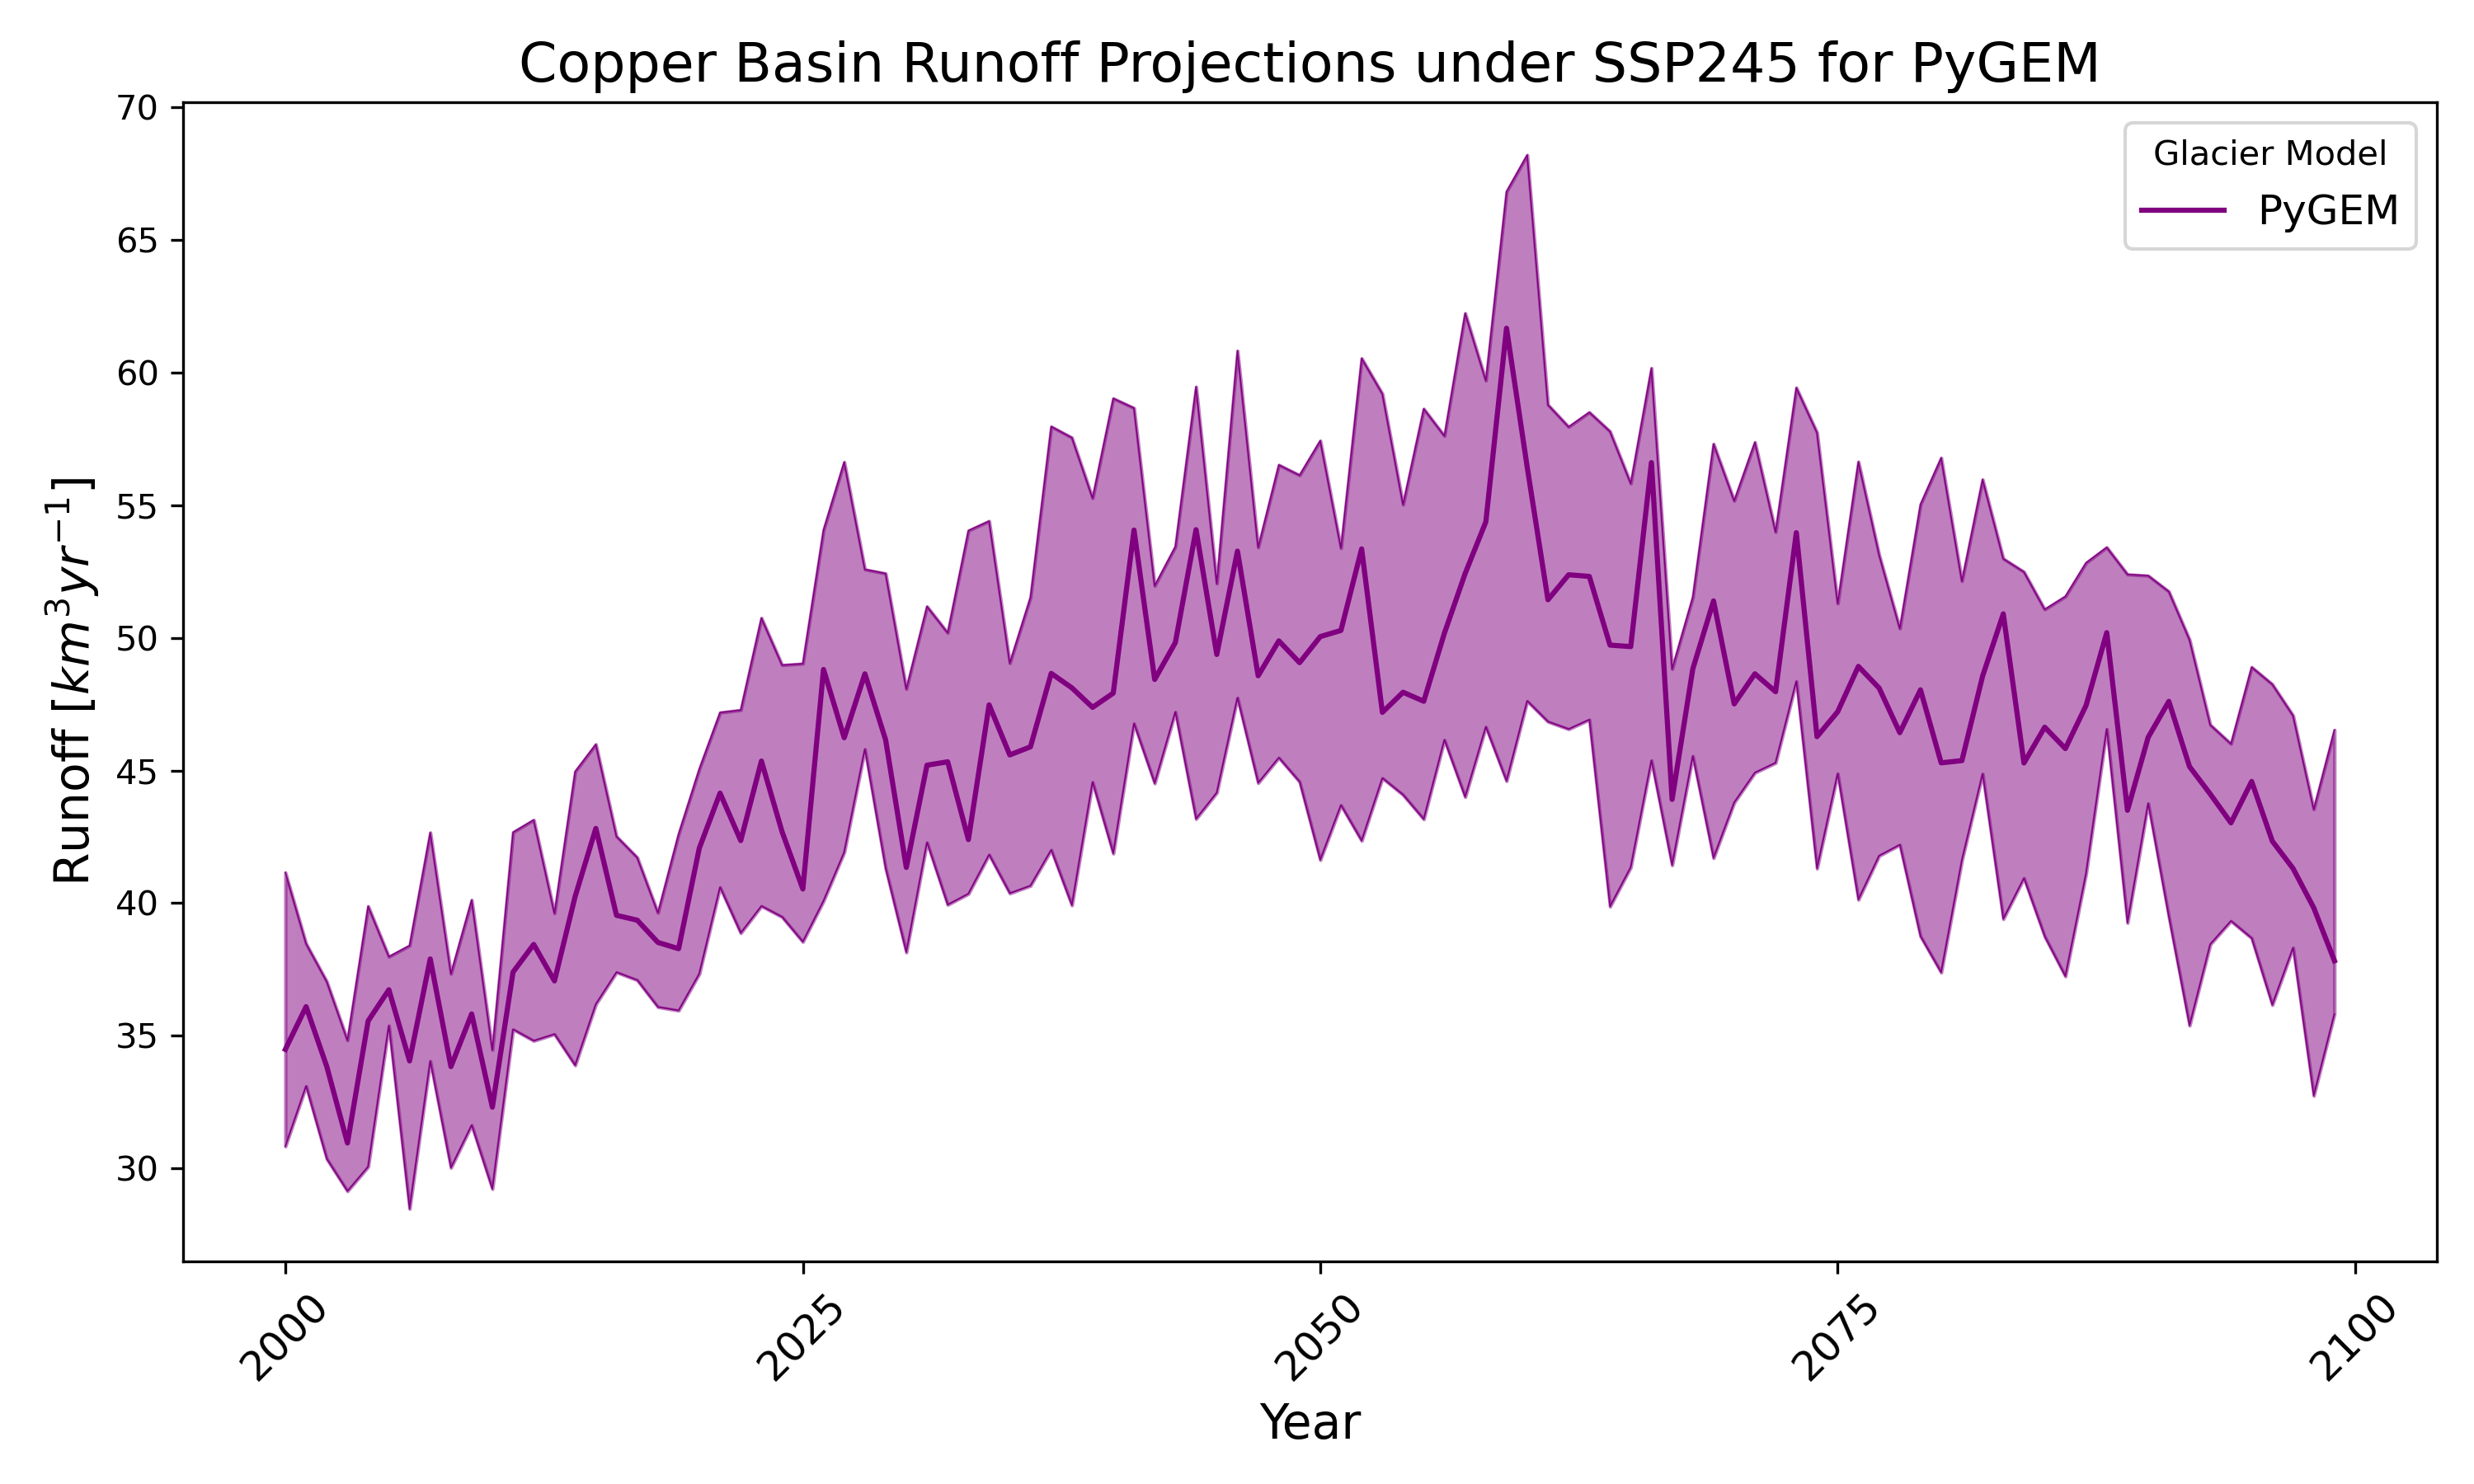 Copper Basin Runoff Projections under SSP245 for PyGEM
Runoff [km³yr⁻¹]
70
65
60
55
50
45
40
35
30
Glacier Model
PyGEM
2000
2025
2050
2075
2100
Year